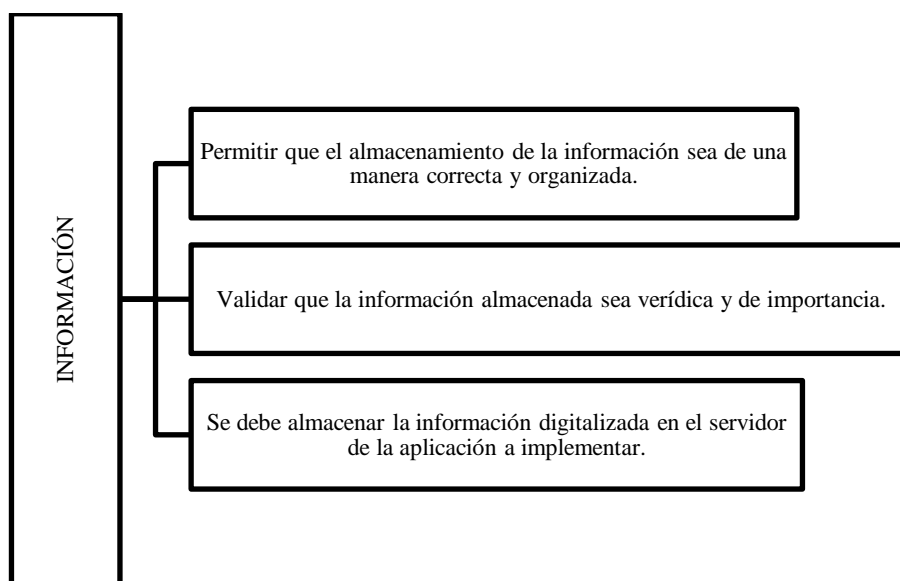 INFORMACIÓN
Permitir que el almacenamiento de la información sea de una
manera correcta y organizada.
Validar que la información almacenada sea verídica y de importancia.
Se debe almacenar la información digitalizada en el servidor
de la aplicación a implementar.